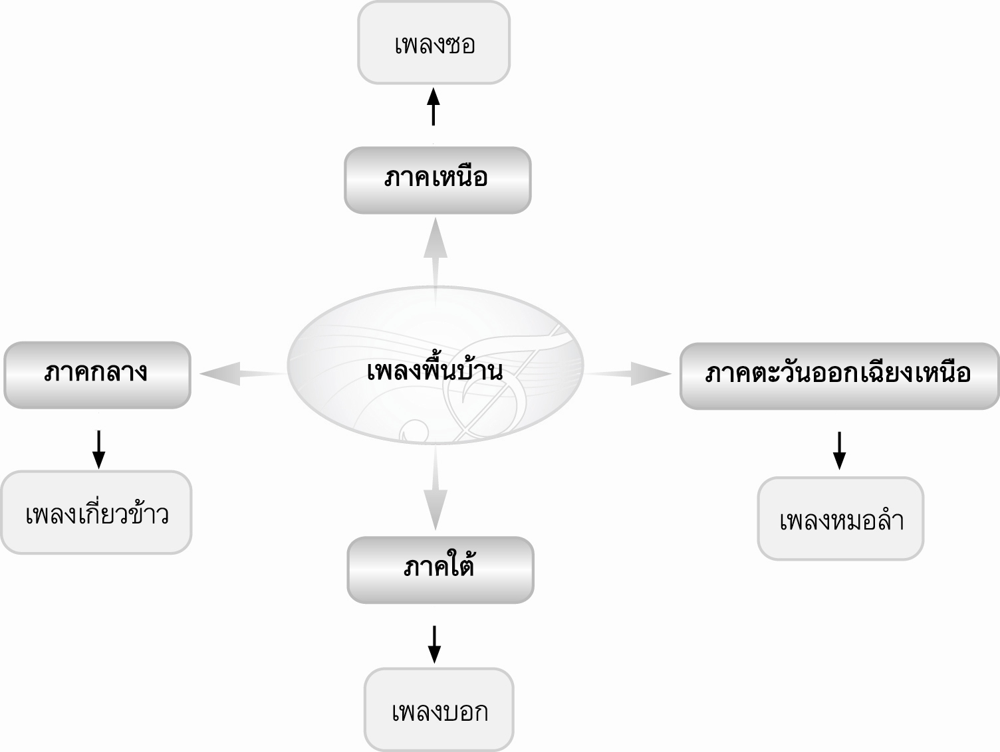 เพลงซอ
ภาคเหนือ
เพลงพื้นบ้าน
ภาคกลาง
ภาคตะวันออกเฉียงเหนือ
เพลงเกี่ยวข้าว
เพลงหมอลำ
ภาคใต้
เพลงบอก